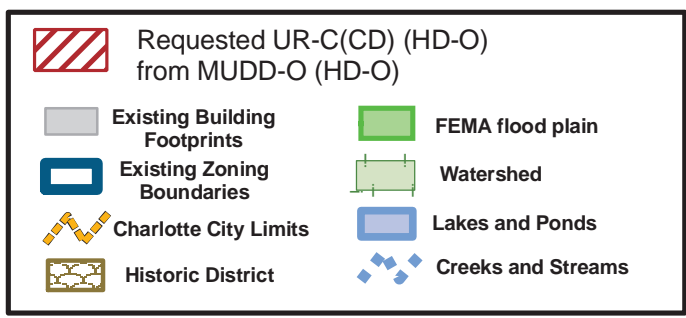 Requested UR-C(CD) (HD-O)
from MUDD-O (HD-O)
Existing Building
Footprints
Existing Zoning
Boundaries
Charlotte City Limits
Historic District
FEMA flood plain
Watershed
Lakes and Ponds
Creeks and Streams